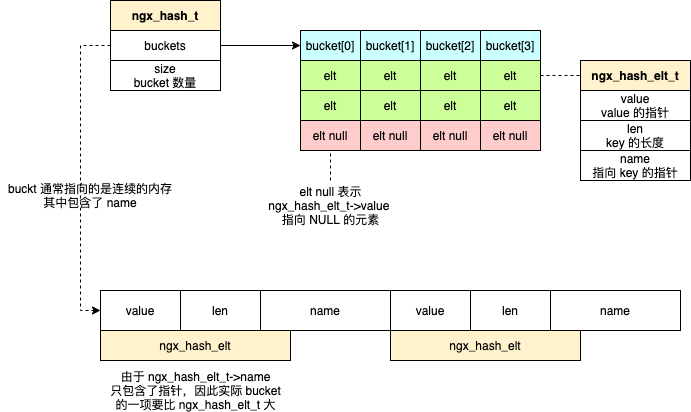 ngx_hash_t
buckets
size
bucket 数量
bucket[0] bucket[1] bucket[2] bucket[3]
elt elt elt elt
elt elt elt elt
elt null elt null elt null elt null
ngx_hash_elt_t
value
value 的指针
len
key 的长度
name
指向 key 的指针
elt null 表示
ngx_hash_elt_t->value
指向 NULL 的元素
buckt 通常指向的是连续的内存
其中包含了 name
value len name value len name
ngx_hash_elt ngx_hash_elt
由于 ngx_hash_elt_t->name
只包含了指针，因此实际 bucket
的一项要比 ngx_hash_elt_t 大